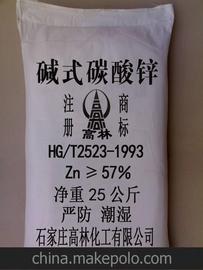 碱式碳酸锌
注 商
册 标
高林
HG/T2523-1993
Zn≥57%
净重25公斤
严防 潮湿
石家庄高林化工有限公司
china.makepolo.com